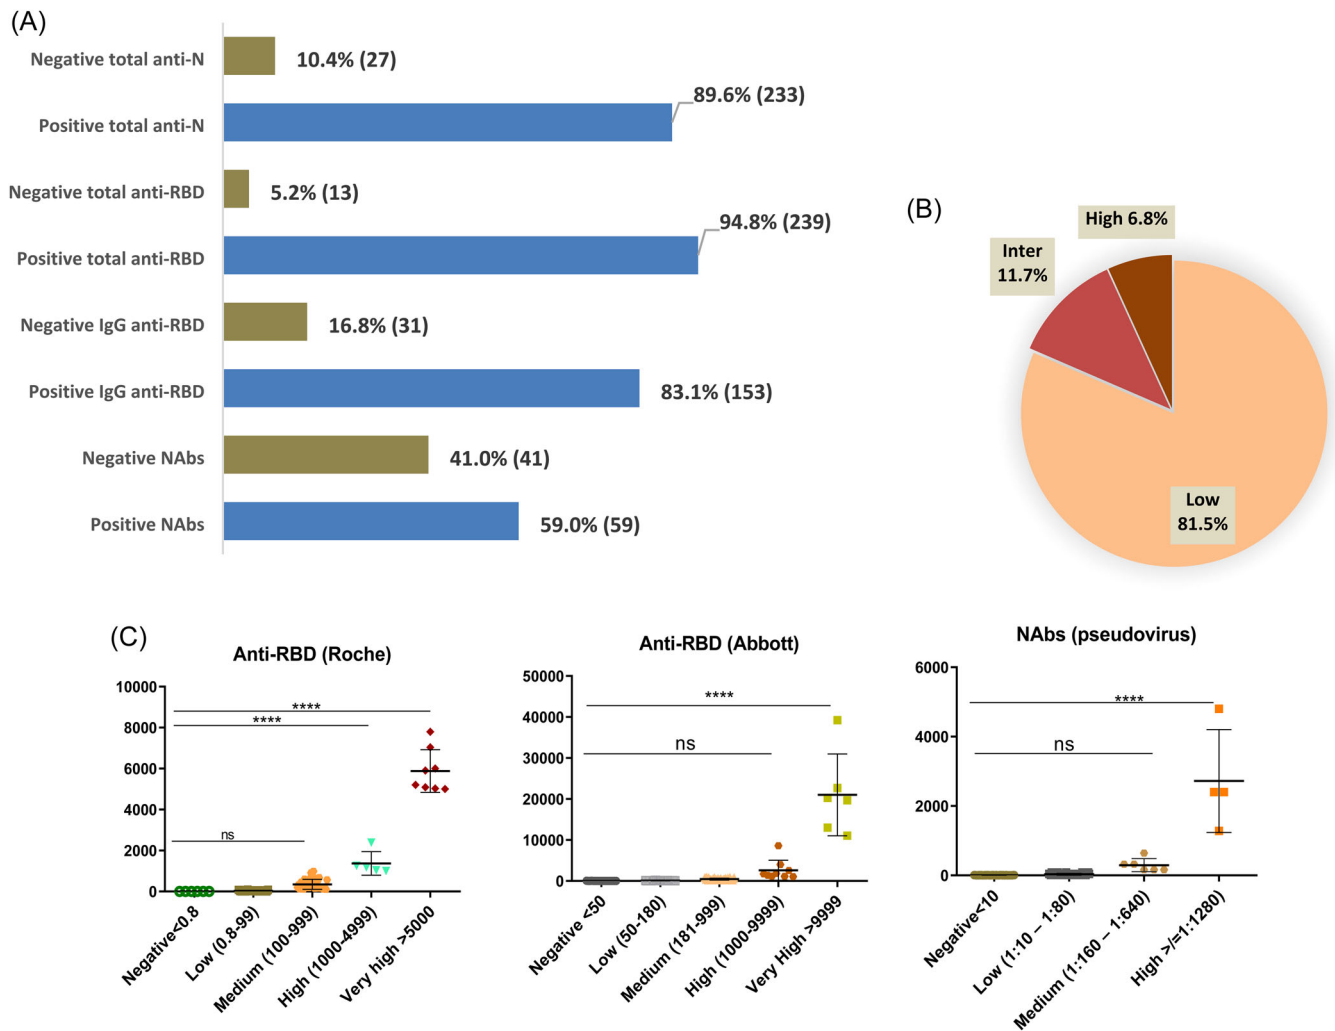 (A)
Negative total anti-N
10.4% (27)
89.6% (233)
Positive total anti-N
Negative total anti-RBD
5.2% (13)
94.8% (239)
Positive total anti-RBD
Negative IgG anti-RBD
16.8% (31)
Positive IgG anti-RBD
83.1% (153)
Negative NAbs
41.0% (41)
Positive NAbs
59.0% (59)
(B)
High 6.8%
Inter
11.7%
Low
81.5%
(C)
Anti-RBD (Roche)
10000
8000
6000
4000
2000
0
****
****
ns
Negative<0.8
Low (0.8-99)
Medium (100-999)
High (1000-4999)
Very high >5000
Anti-RBD (Abbott)
50000
40000
30000
20000
10000
0
****
ns
Negative <50
Low (50-180)
Medium (181-999)
High (1000-9999)
Very High >9999
NAbs (pseudovirus)
6000
4000
2000
0
****
ns
Negative<10
Low (1:10 – 1:80)
Medium (1:160 – 1:640)
High >/=1:1280)